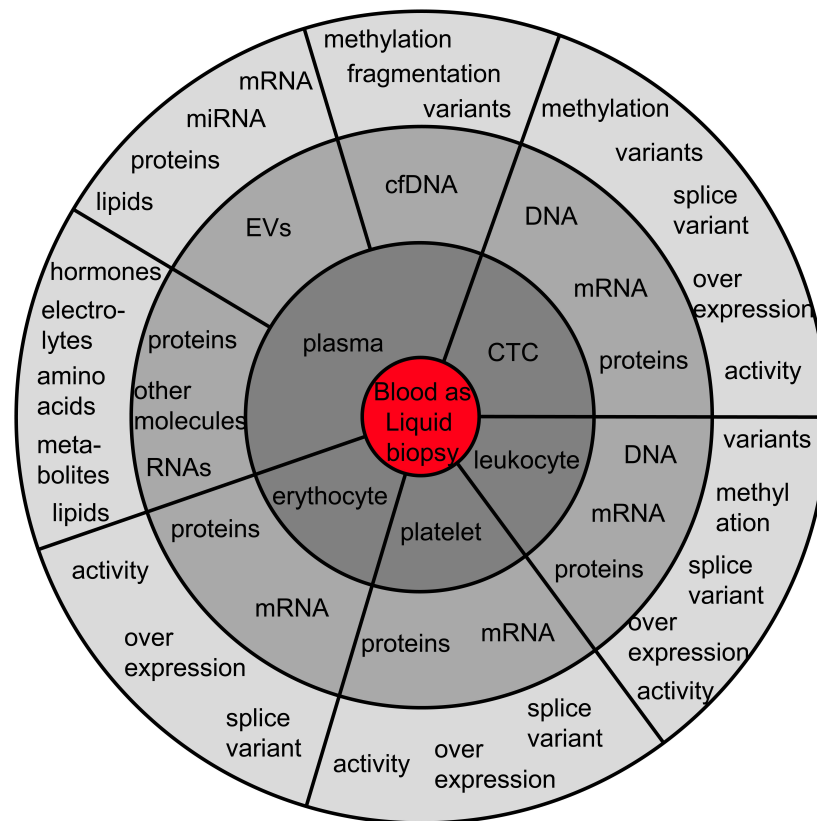 Blood as
Liquid
biopsy
plasma
CTC
leukocyte
platelet
erythocyte
cfDNA
DNA
mRNA
proteins
DNA
mRNA
proteins
mRNA
proteins
mRNA
proteins
RNAs
other
molecules
proteins
EVs
methylation
fragmentation
variants
methylation
variants
splice
variant
over
expression
activity
variants
methyl
ation
splice
variant
over
expression
activity
splice
variant
over
expression
activity
splice
variant
over
expression
activity
hormones
electro-
lytes
amino
acids
meta-
bolites
lipids
mRNA
miRNA
proteins
lipids